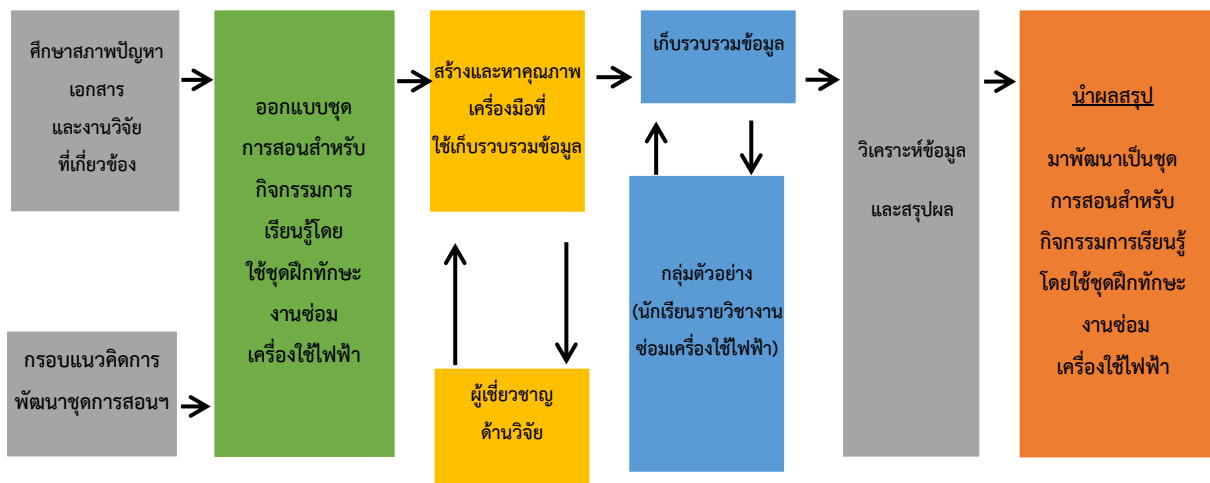 ศึกษาสภาพปัญหา
เอกสาร
และงานวิจัย
ที่เกี่ยวข้อง
กรอบแนวคิดการ
พัฒนาชุดการสอนฯ
ออกแบบชุด
การสอนสำหรับ
กิจกรรมการ
เรียนรู้โดย
ใช้ชุดฝึกทักษะ
งานซ่อม
เครื่องใช้ไฟฟ้า
สร้างและหาคุณภาพ
เครื่องมือที่
ใช้เก็บรวบรวมข้อมูล
ผู้เชี่ยวชาญ
ด้านวิจัย
เก็บรวบรวมข้อมูล
กลุ่มตัวอย่าง
(นักเรียนรายวิชางาน
ซ่อมเครื่องใช้ไฟฟ้า)
วิเคราะห์ข้อมูล
และสรุปผล
นำผลสรุป
มาพัฒนาเป็นชุด
การสอนสำหรับ
กิจกรรมการเรียนรู้
โดยใช้ชุดฝึกทักษะ
งานซ่อม
เครื่องใช้ไฟฟ้า